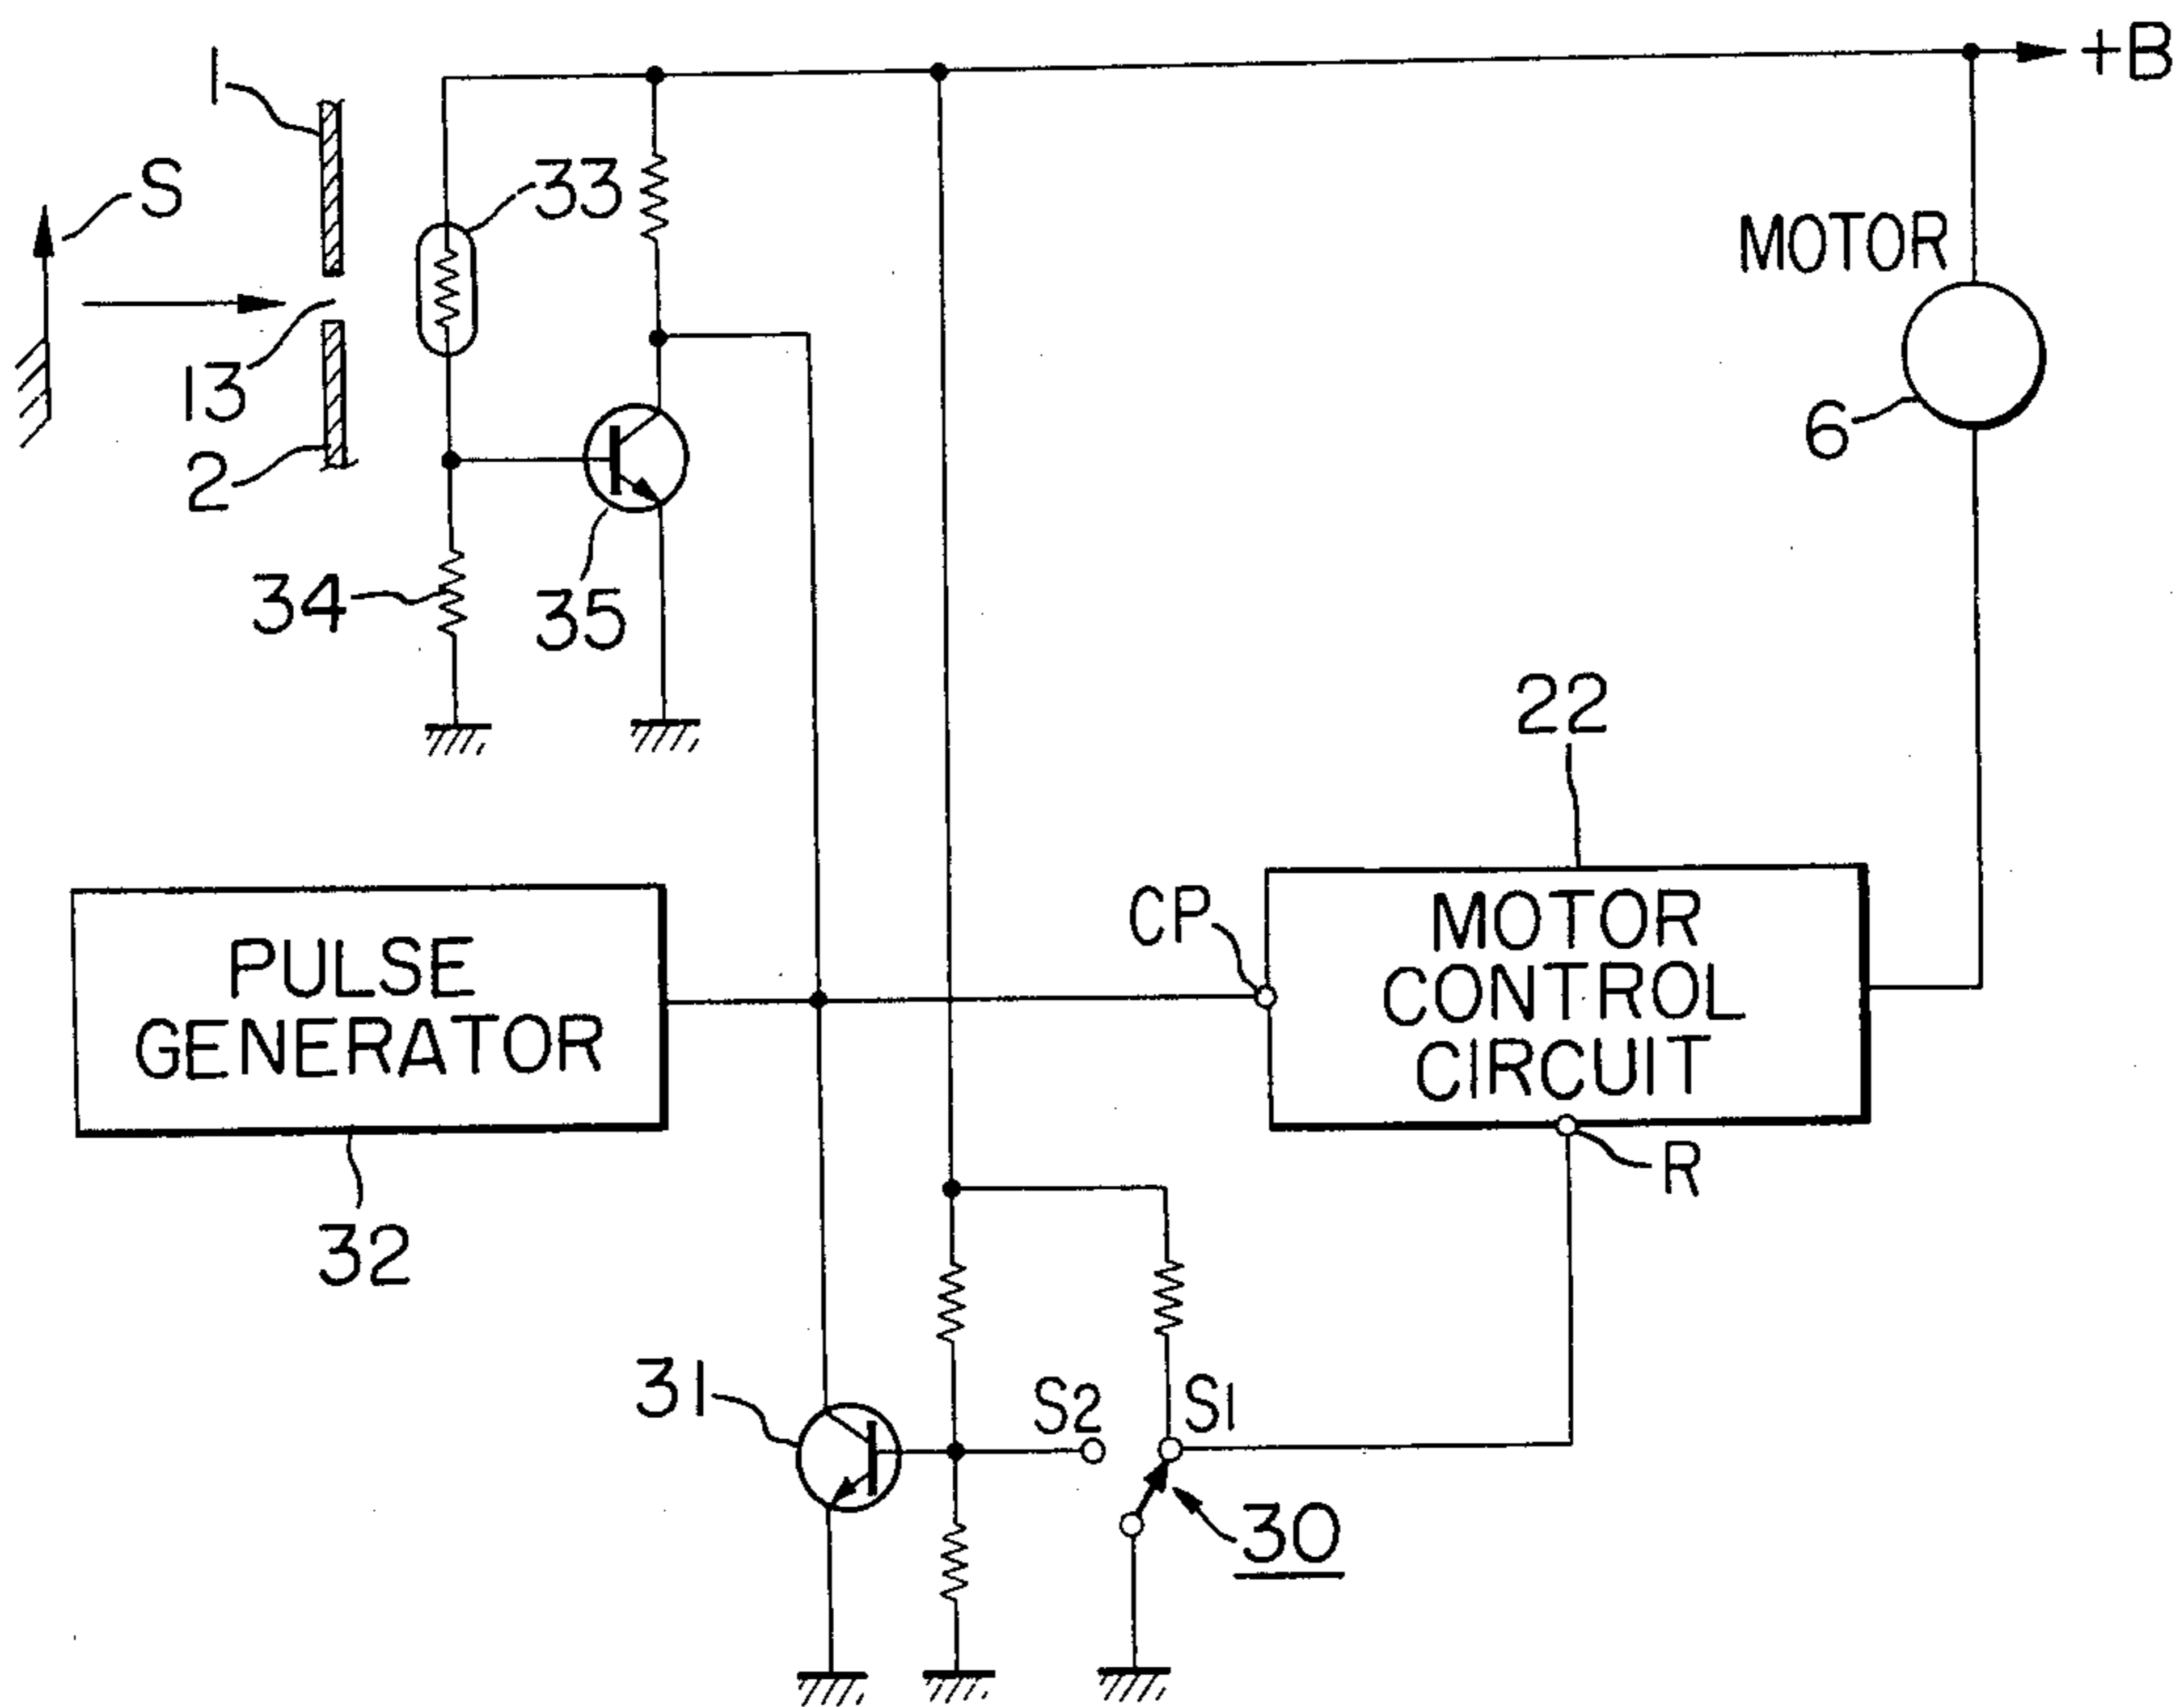 1
+B
S
33
MOTOR
13
6
2
34
35
22
CP
MOTOR
CONTROL
CIRCUIT
PULSE
GENERATOR
R
32
31
S2
S1
30